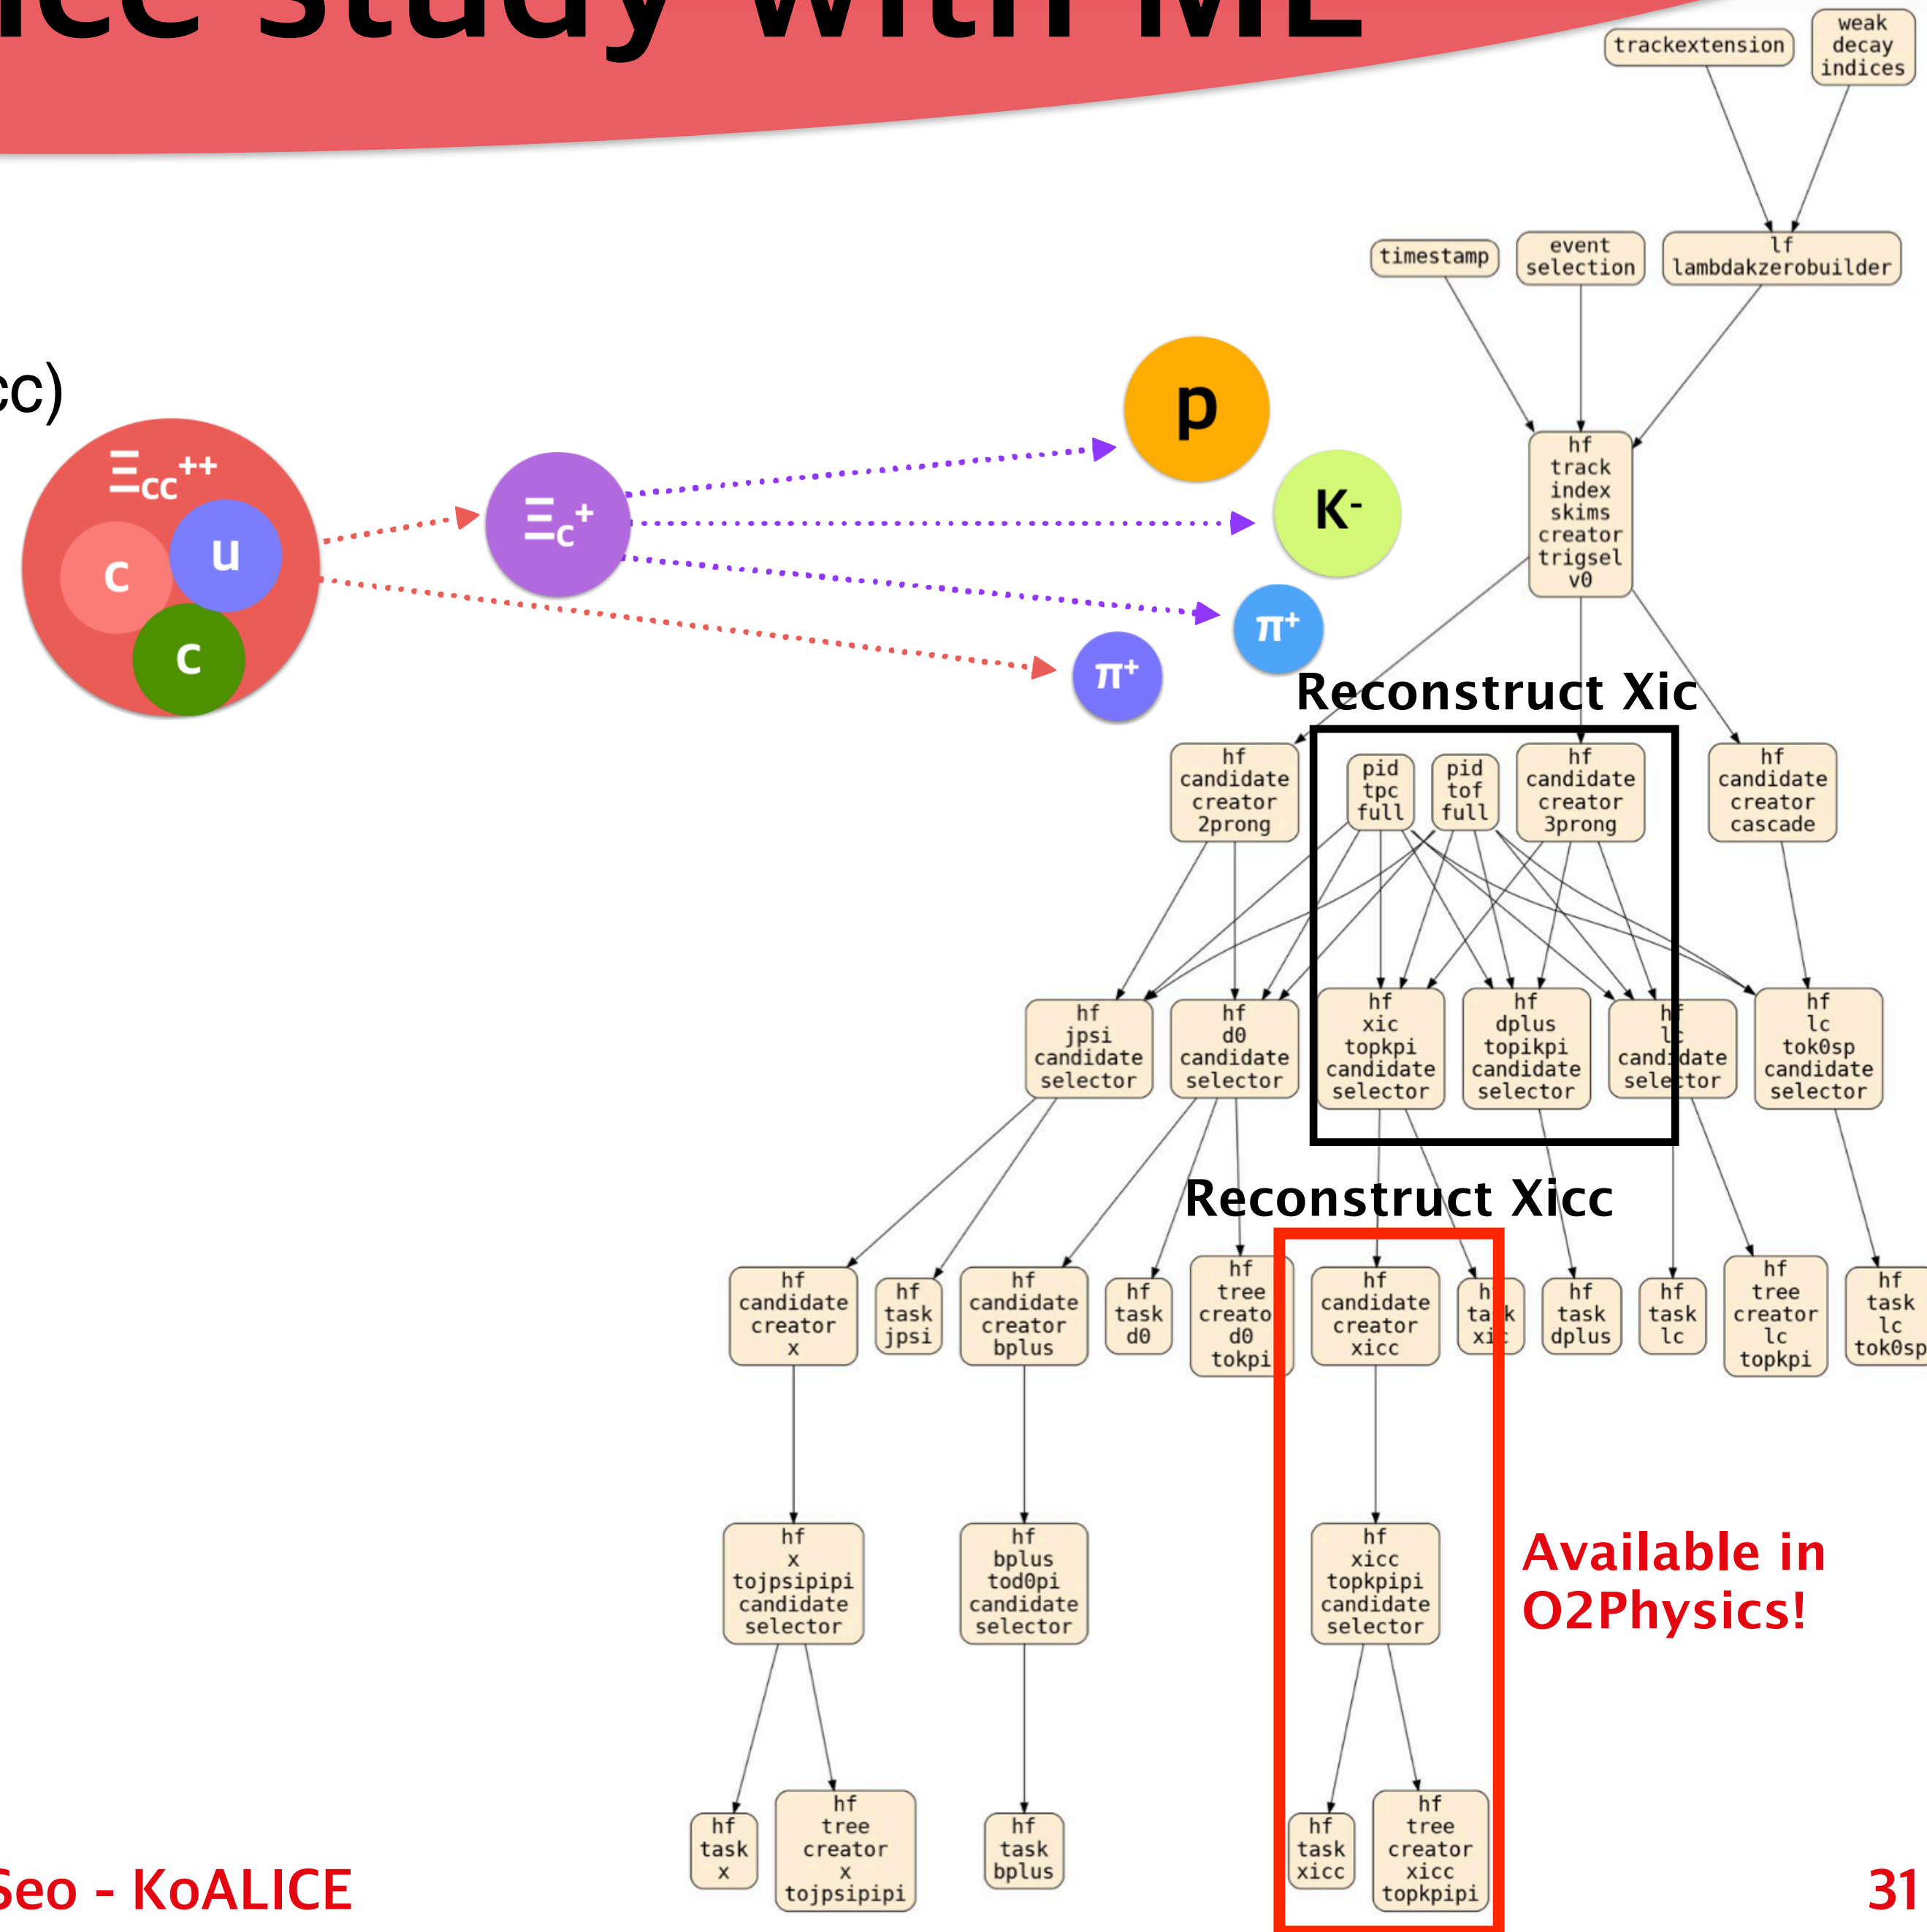 icc study with ML
trackextension
weak
decay
indices
timestamp
event
selection
lf
lambdakzerobuilder
cc)
Ξcc++
c
u
c
Ξc+
p
K-
π+
π+
hf
track
index
skims
creator
trigsel
v0
Reconstruct Xic
hf
candidate
creator
2prong
pid
tpc
full
pid
tof
full
hf
candidate
creator
3prong
hf
candidate
creator
cascade
hf
jpsi
candidate
selector
hf
d0
candidate
selector
hf
xic
topkpi
candidate
selector
hf
dplus
topikpi
candidate
selector
hf
lc
candidate
selector
hf
lc
tok0sp
candidate
selector
Reconstruct Xicc
hf
candidate
creator
x
hf
task
jpsi
hf
candidate
creator
bplus
hf
task
d0
hf
tree
creato
d0
tokpi
hf
candidate
creator
xicc
hf
task
xic
hf
task
dplus
hf
task
lc
hf
tree
creator
lc
topkpi
hf
task
lc
tok0sp
hf
x
tojpsipipi
candidate
selector
hf
bplus
tod0pi
candidate
selector
hf
xicc
topkpipi
candidate
selector
Available in
O2Physics!
hf
task
x
hf
tree
creator
x
tojpsipipi
hf
task
bplus
hf
task
xicc
hf
tree
creator
xicc
topkpipi
Seo - KoALICE
31